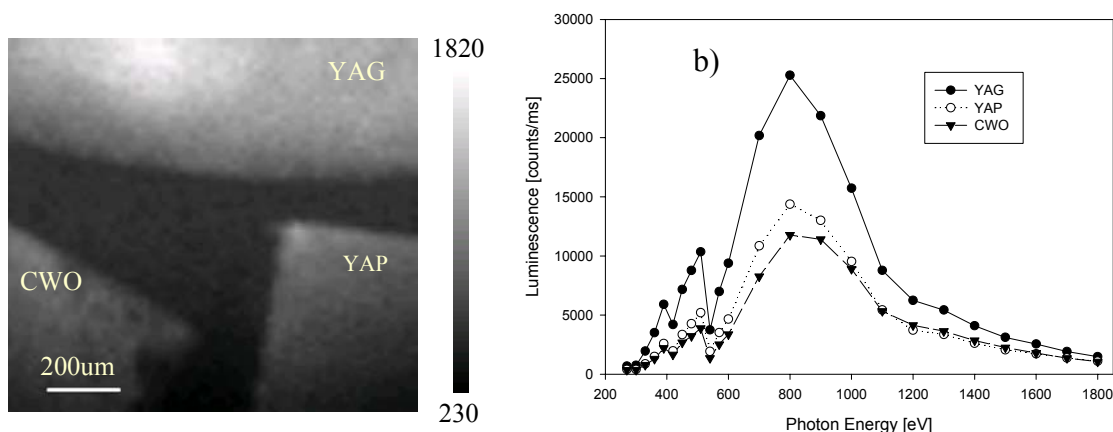 YAG
CWO
YAP
200um
1820
230
b)
Luminescence [counts/ms]
30000
25000
20000
15000
10000
5000
0
YAG
YAP
CWO
200 400 600 800 1000 1200 1400 1600 1800
Photon Energy [eV]